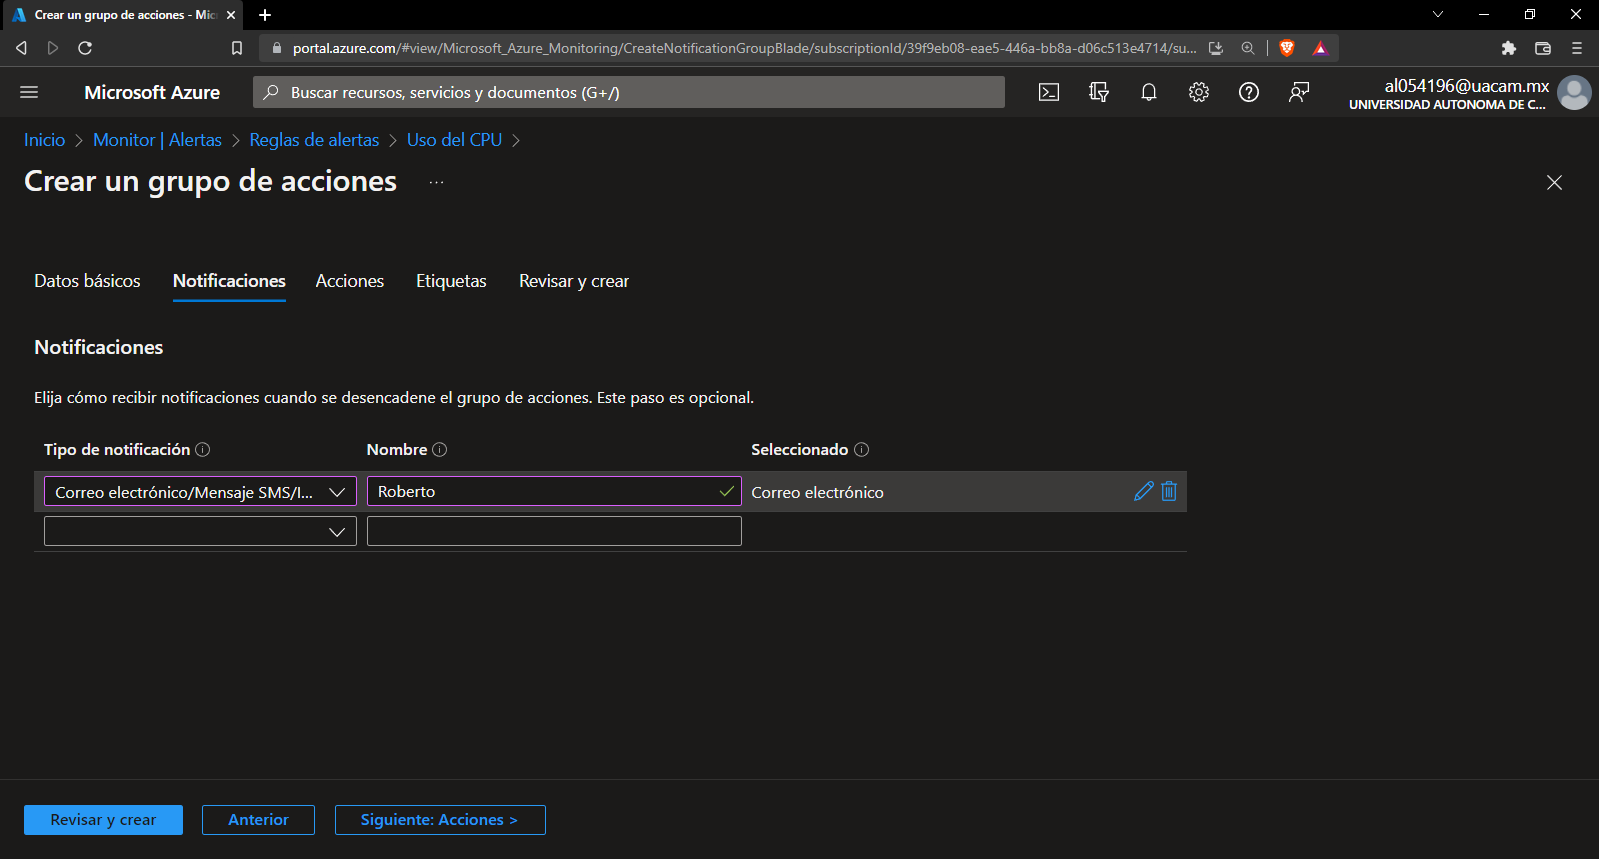 Crear un grupo de acciones - Mic
portal.azure.com/#view/Microsoft_Azure_Monitoring/CreateNotificationGroupBlade/subscriptionId/39f9eb08-eae5-446a-bb8a-d06c513e4714/su...
Microsoft Azure
Buscar recursos, servicios y documentos (G+/)
al054196@uacam.mx
UNIVERSIDAD AUTONOMA DE C...
Inicio > Monitor | Alertas > Reglas de alertas > Uso del CPU >
Crear un grupo de acciones ...
Datos básicos Notificaciones Acciones Etiquetas Revisar y crear
Notificaciones
Elija cómo recibir notificaciones cuando se desencadene el grupo de acciones. Este paso es opcional.
Tipo de notificación Nombre Seleccionado
Correo electrónico/Mensaje SMS/I... Roberto Correo electrónico
Revisar y crear Anterior Siguiente: Acciones >